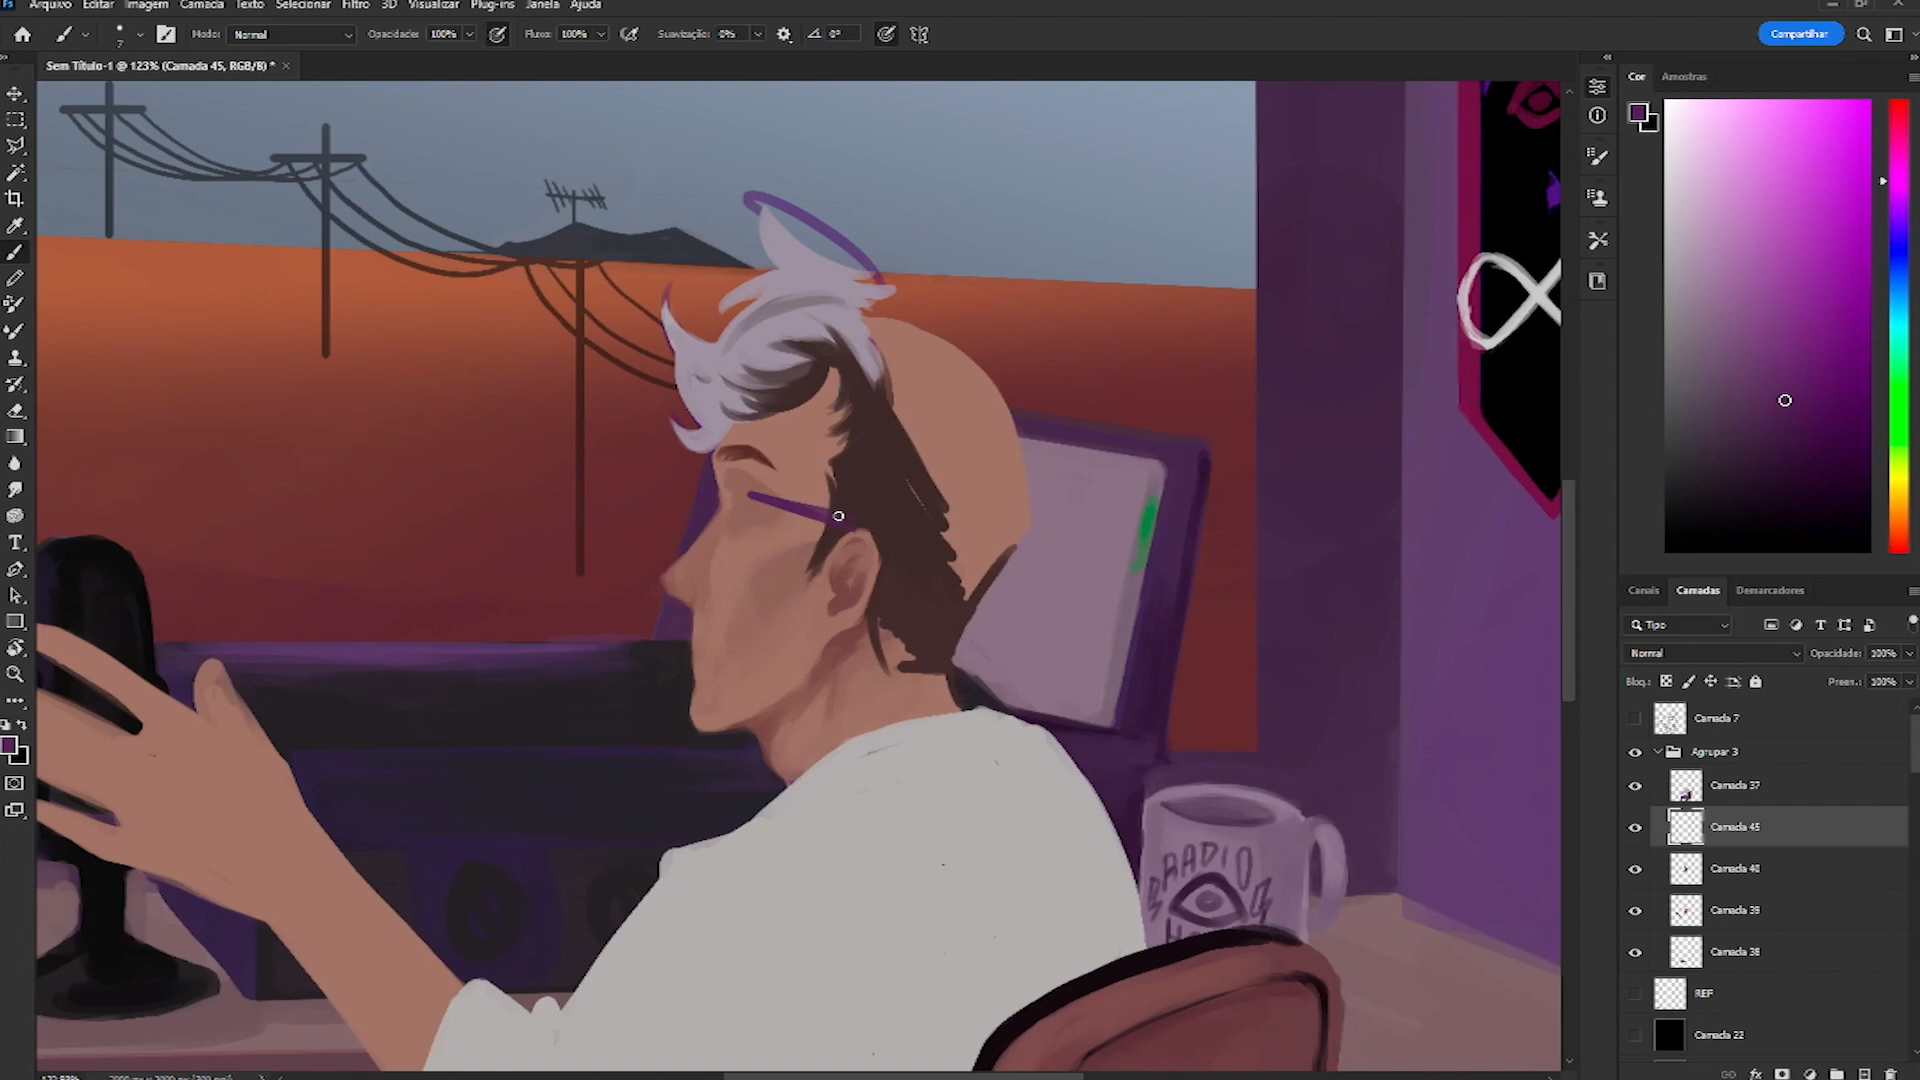 Ps Arquivo Editar Imagem Camada Texto Selecionar Filtro 3D Visualizar Plug-ins Janela Ajuda
7 Modo: Normal Opacidade: 100% Fluxo: 100% Suavização: 0% 0° Compartilhar
Sem Título-1 @ 123% (Camada 45, RGB/8) * ×
Cor Amostras
Canais Camadas Demarcadores
Tipo
Normal Opacidade: 100%
Bloq.: Preen.: 100%
Camada 7
Agrupar 3
Camada 37
Camada 45
Camada 40
Camada 39
Camada 38
REF
Camada 22
RADIO